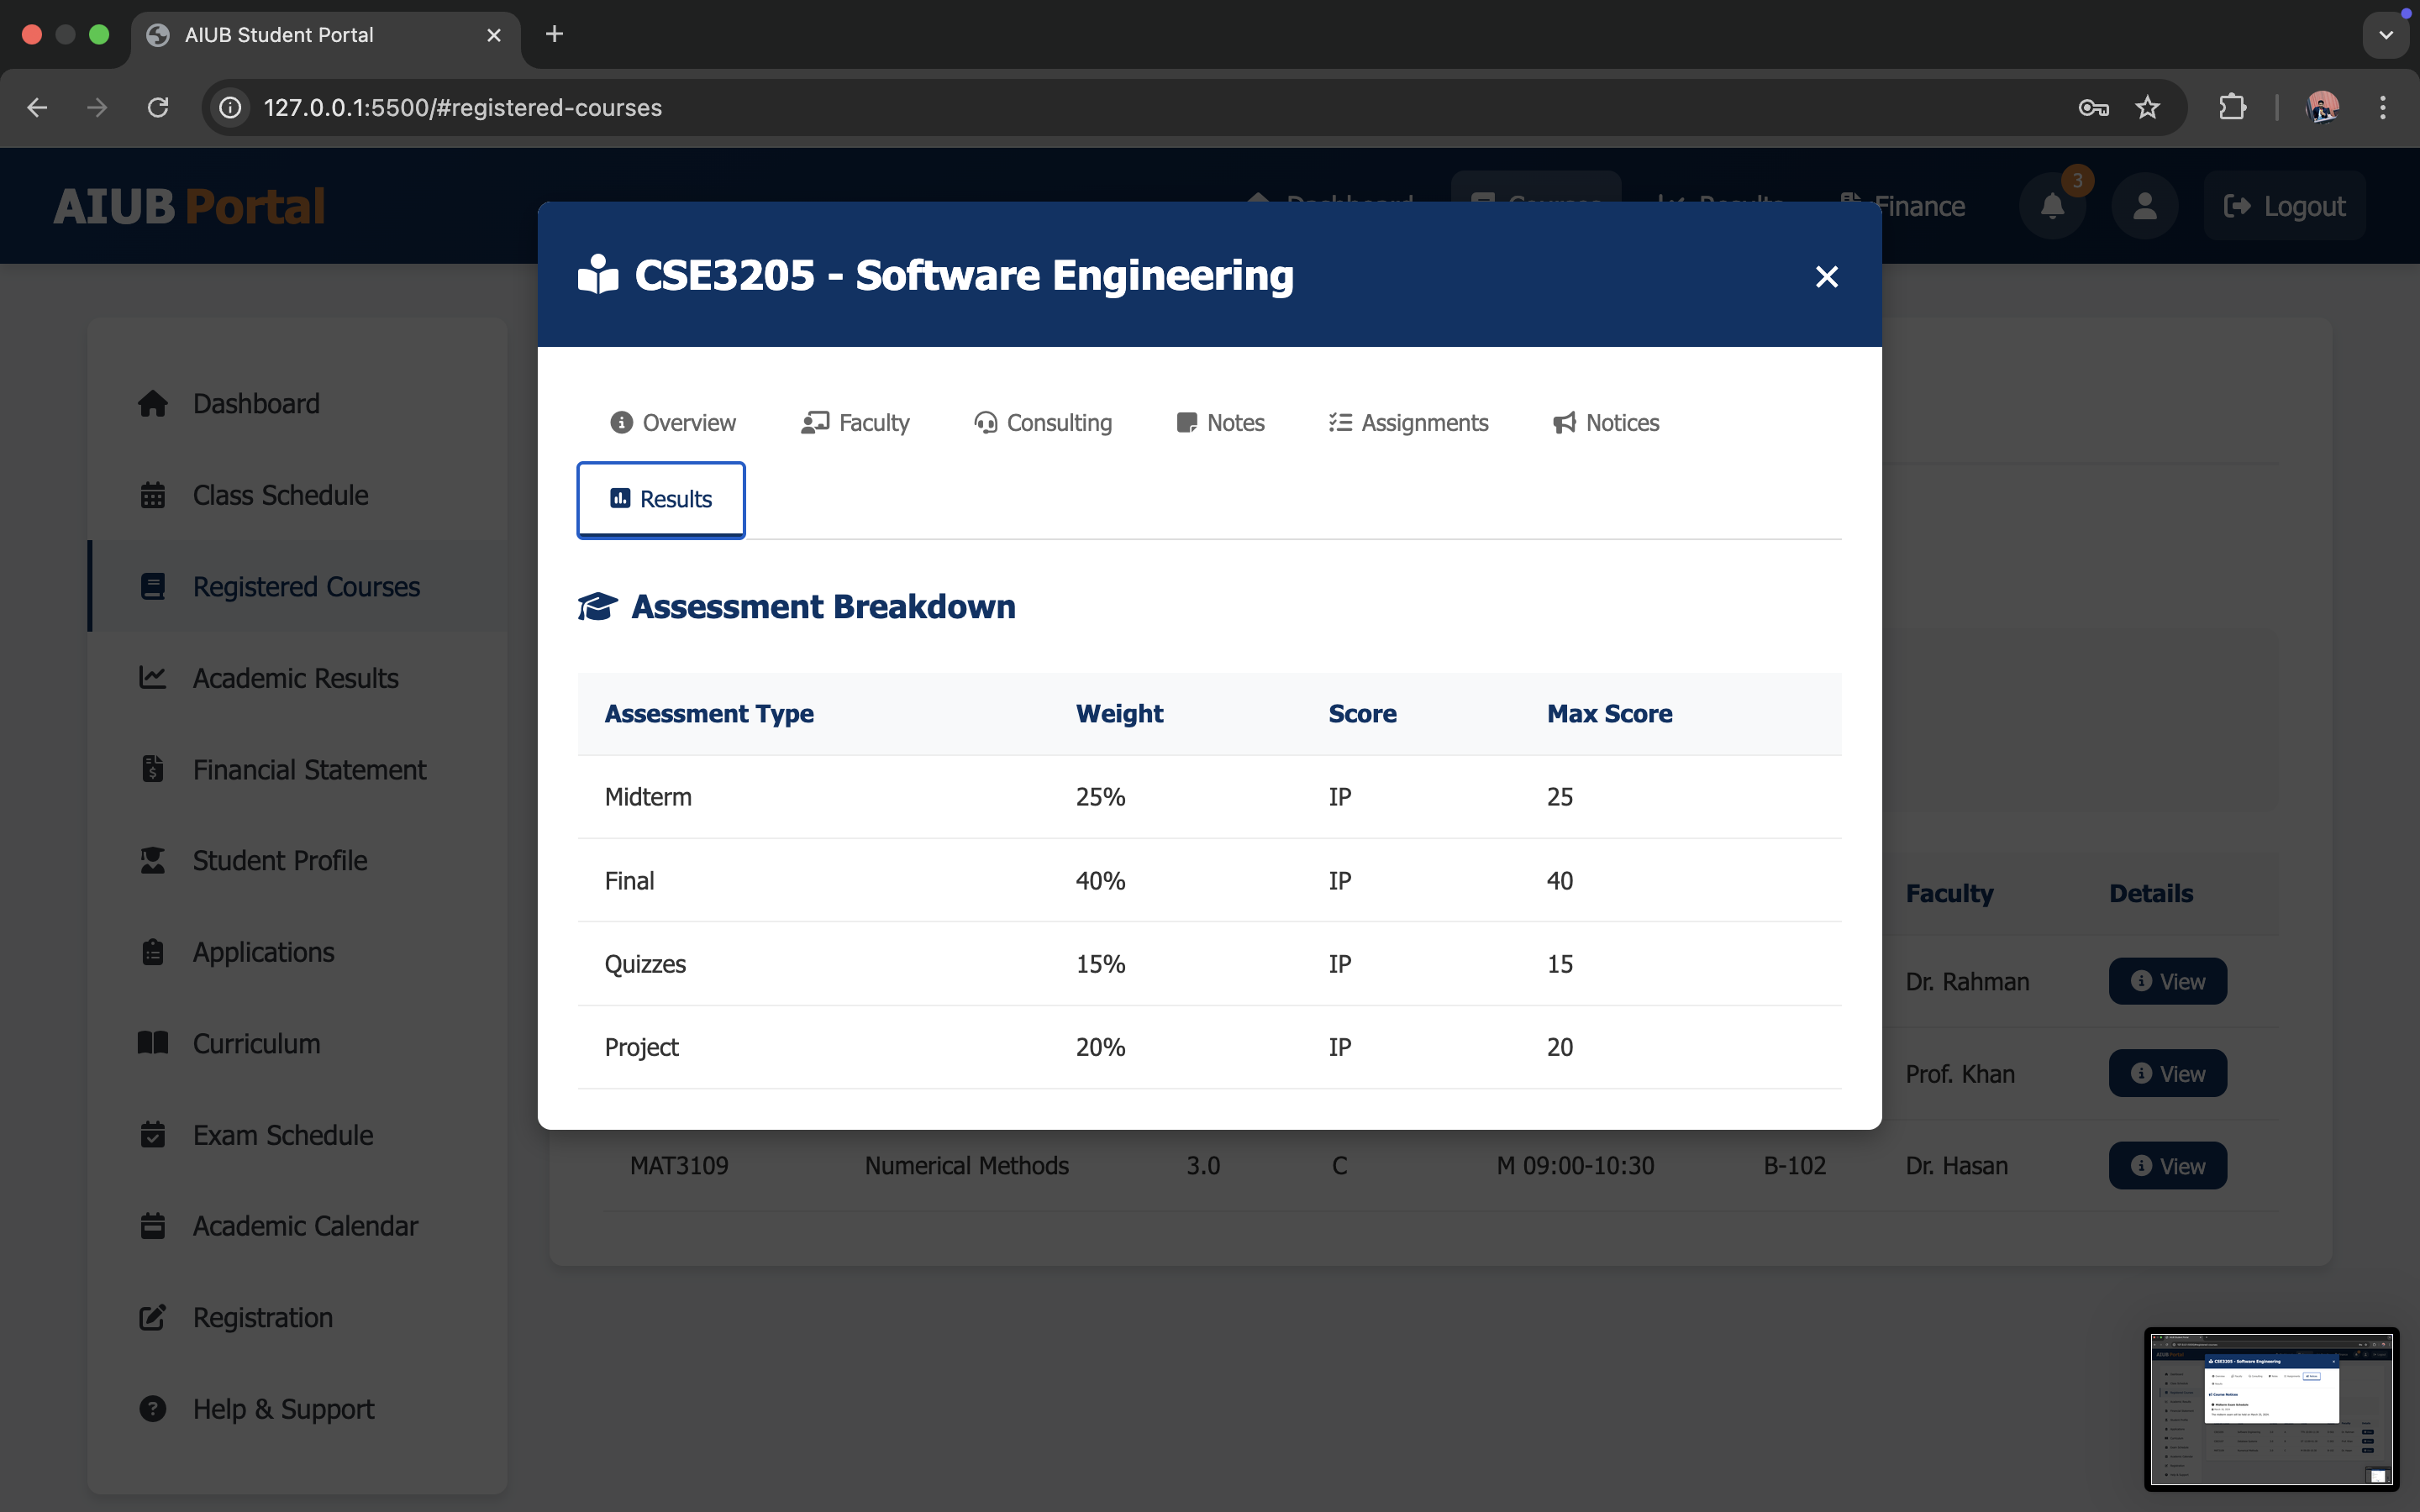 AIUB Student Portal
127.0.0.1:5500/#registered-courses
AIUB Portal
Dashboard
Courses
Results
Finance
3
Logout
CSE3205 - Software Engineering
Overview
Faculty
Consulting
Notes
Assignments
Notices
Results
Assessment Breakdown
Assessment Type Weight Score Max Score
Midterm 25% IP 25
Final 40% IP 40
Quizzes 15% IP 15
Project 20% IP 20
Dashboard
Class Schedule
Registered Courses
Academic Results
Financial Statement
Student Profile
Applications
Curriculum
Exam Schedule
Academic Calendar
Registration
Help & Support
Faculty Details
Dr. Rahman View
Prof. Khan View
MAT3109 Numerical Methods 3.0 C M 09:00-10:30 B-102 Dr. Hasan View
CSE3205 - Software Engineering